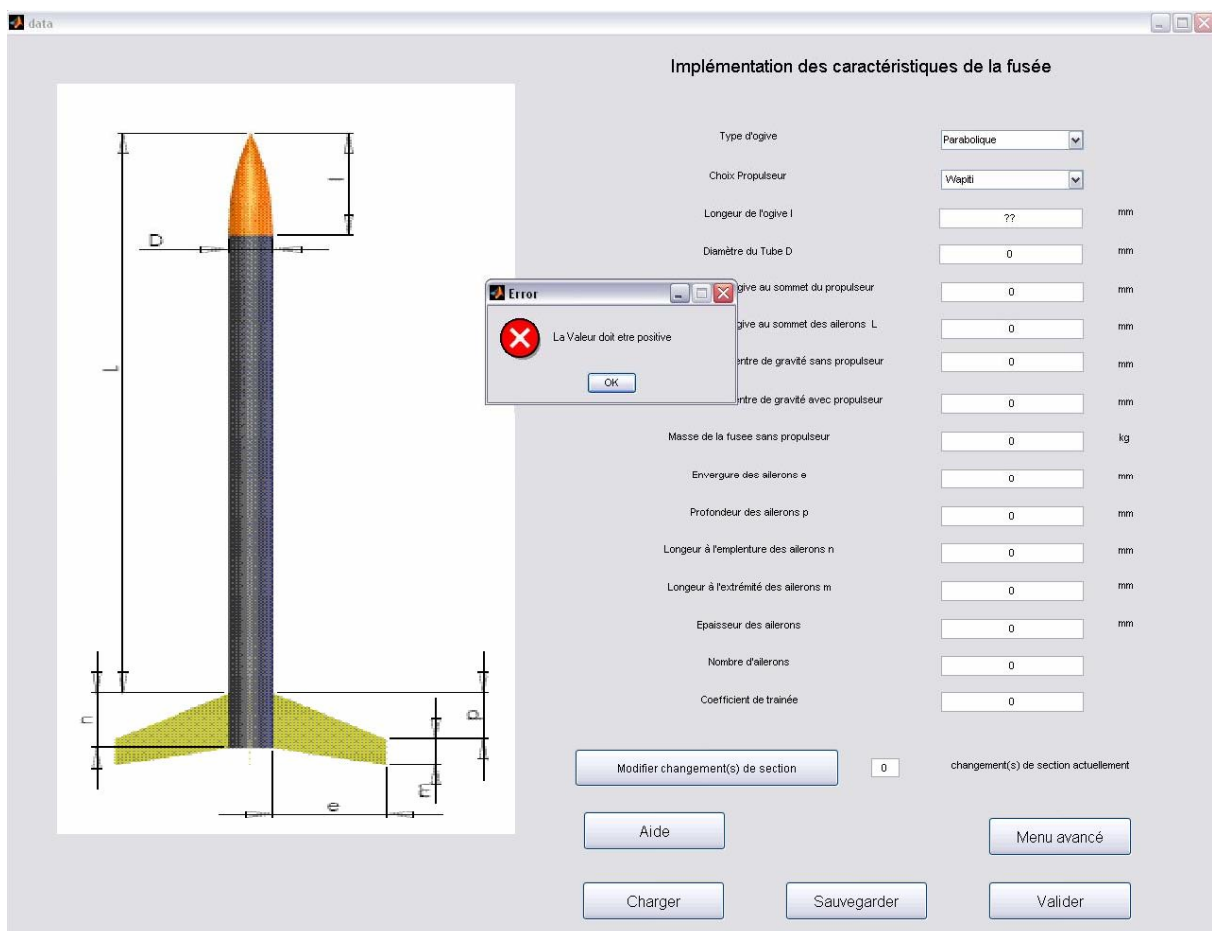 data
Implémentation des caractéristiques de la fusée
Type d'ogive Parabolique
Choix Propulseur Wapiti
Longeur de l'ogive l ?? mm
Diamètre du Tube D 0 mm
ogive au sommet du propulseur 0 mm
ogive au sommet des ailerons L 0 mm
centre de gravité sans propulseur 0 mm
centre de gravité avec propulseur 0 mm
Masse de la fusee sans propulseur 0 kg
Envergure des ailerons e 0 mm
Profondeur des ailerons p 0 mm
Longeur à l'emplenture des ailerons n 0 mm
Longeur à l'extrémité des ailerons m 0 mm
Epaisseur des ailerons 0 mm
Nombre d'ailerons 0
Coefficient de trainée 0
Modifier changement(s) de section 0 changement(s) de section actuellement
Aide
Menu avancé
Charger
Sauvegarder
Valider
Error
La Valeur doit etre positive
OK
l
D
L
n
p
m
e